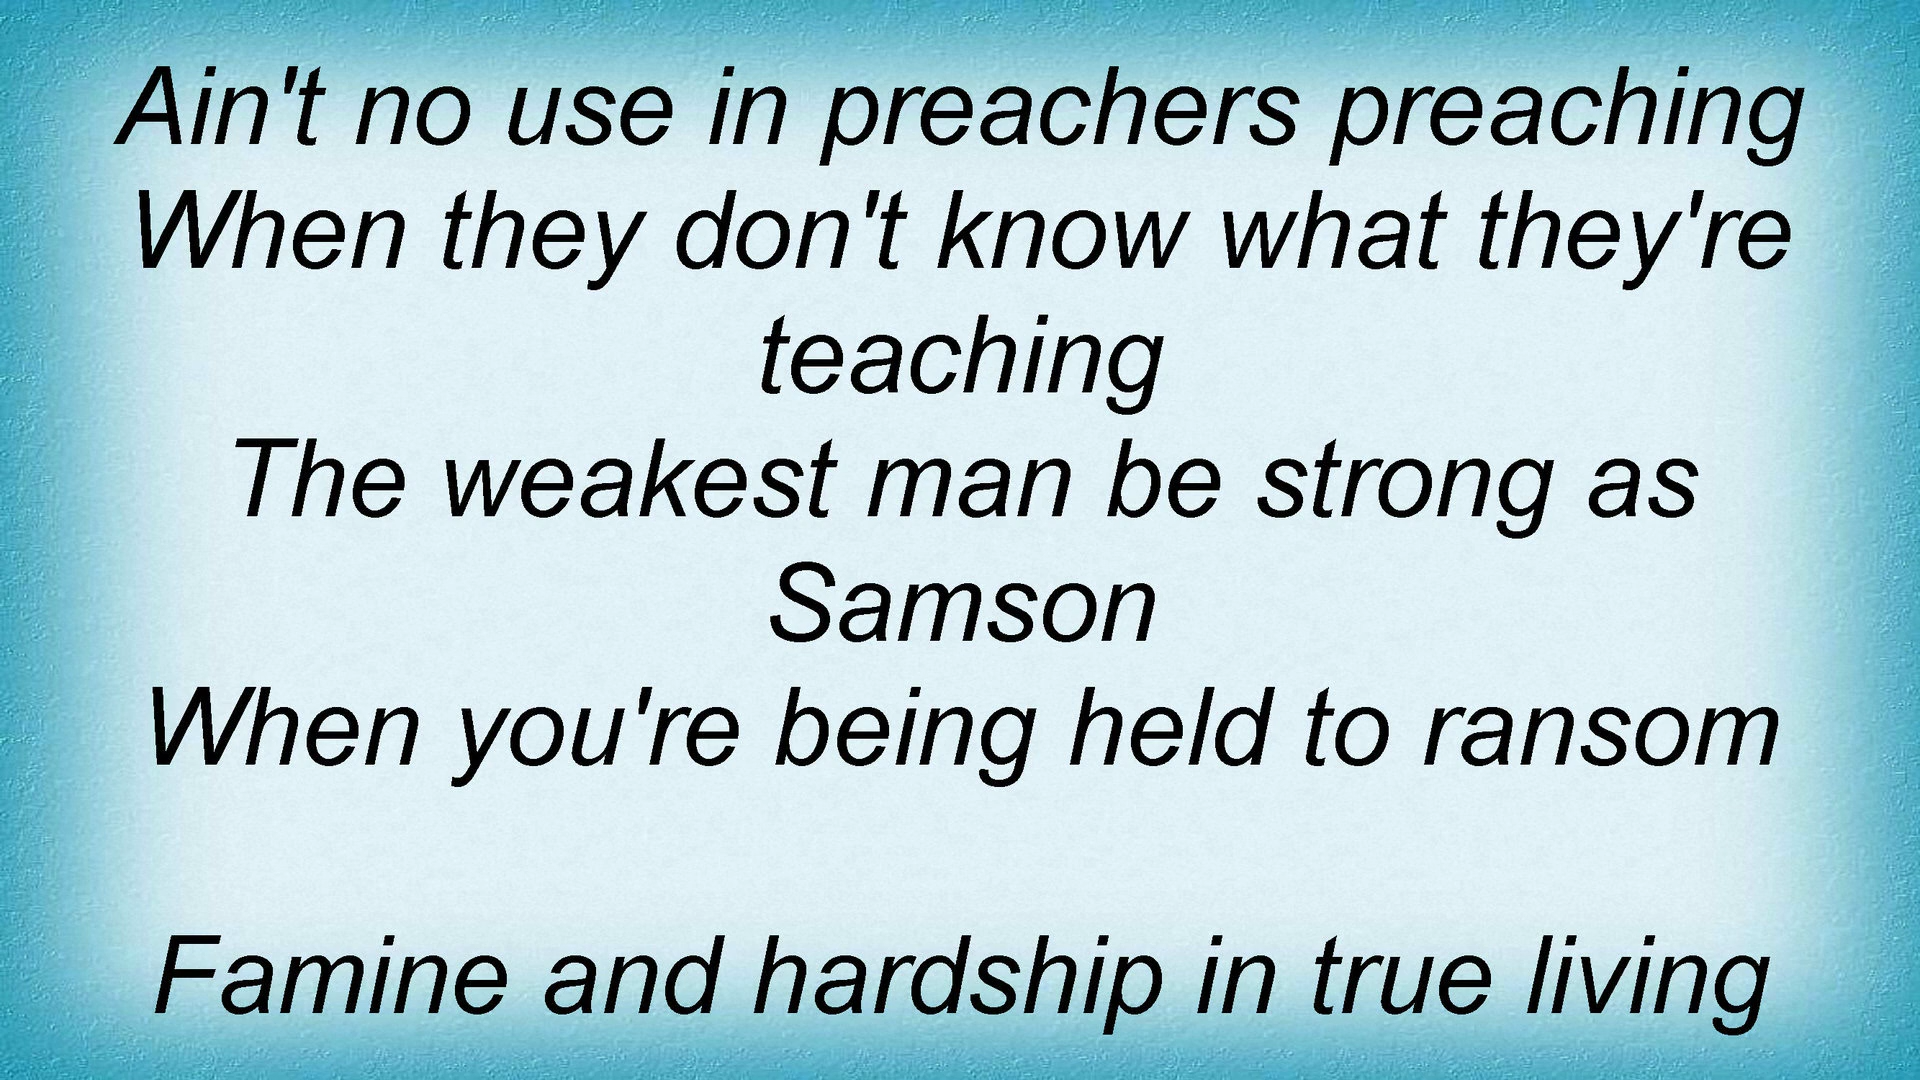 Ain't no use in preachers preaching
When they don't know what they're
teaching
The weakest man be strong as
Samson
When you're being held to ransom
Famine and hardship in true living